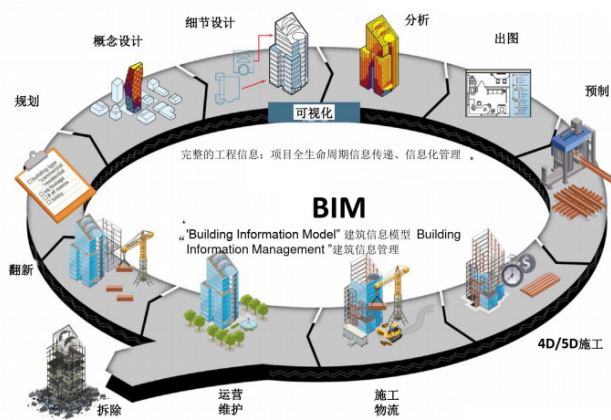 细节设计
分析
概念设计
出图
规划
预制
可视化
完整的工程信息：项目全生命周期信息传递、信息化管理
building type
commercial
residential
BIM
'Building Information Model” 建筑信息模型 Building
Information Management ”建筑信息管理
翻新
4D/5D施工
拆除
运营
维护
施工
物流